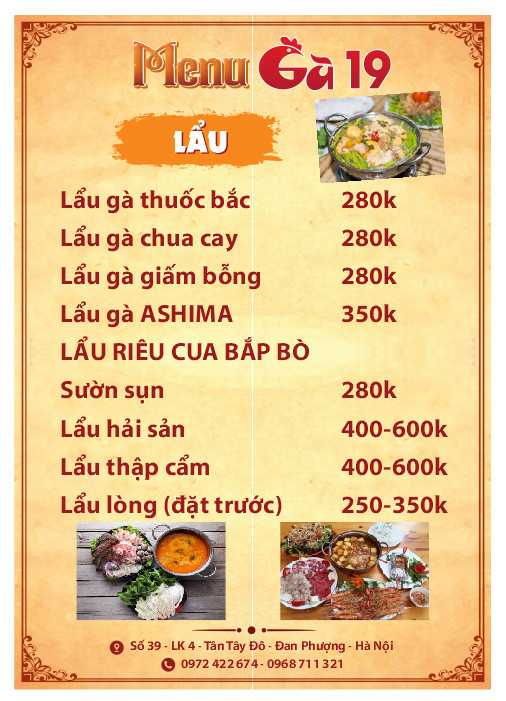 Menu Gà 19
LẨU
Lẩu gà thuốc bắc 280k
Lẩu gà chua cay 280k
Lẩu gà giấm bỗng 280k
Lẩu gà ASHIMA 350k
LẨU RIÊU CUA BẮP BÒ
Sườn sụn 280k
Lẩu hải sản 400-600k
Lẩu thập cẩm 400-600k
Lẩu lòng (đặt trước) 250-350k
Số 39 - LK 4 - Tân Tây Đô - Đan Phượng - Hà Nội
0972 422 674 - 0968 711 321